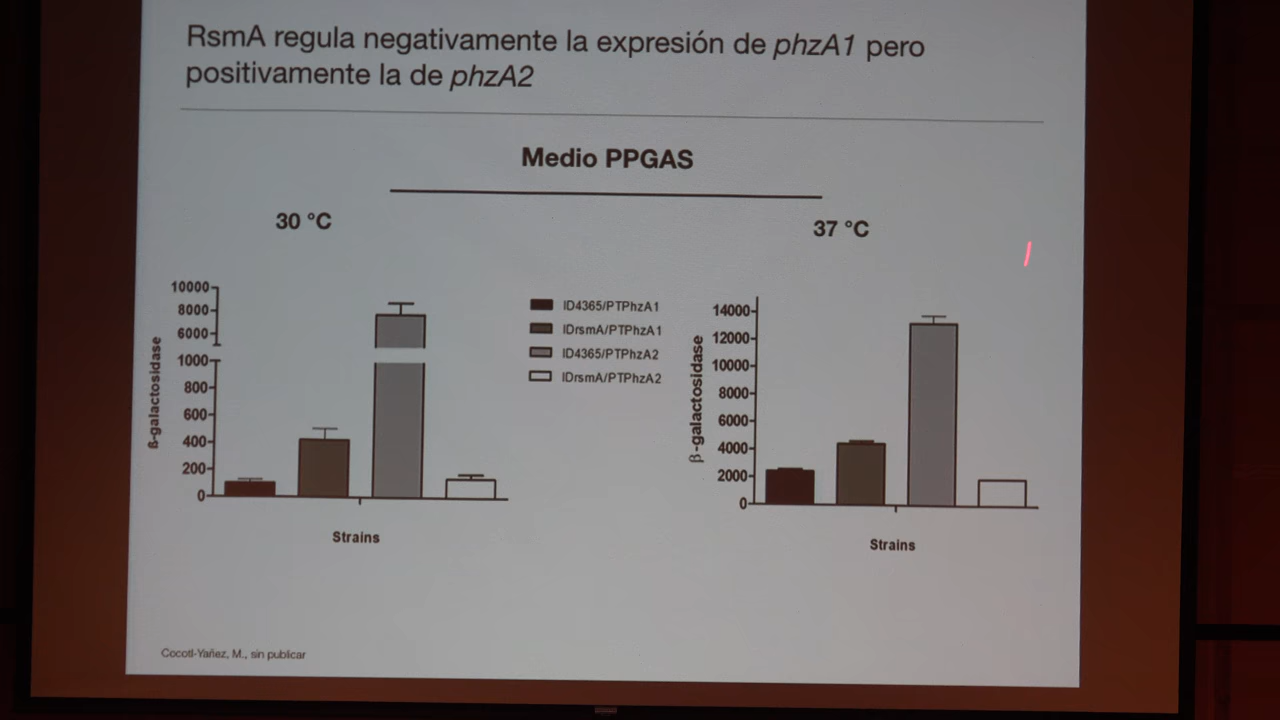 RsmA regula negativamente la expresión de phzA1 pero
positivamente la de phzA2
Medio PPGAS
30 °C
37 °C
10000
8000
6000
1000
800
600
400
200
0
ß-galactosidase
Strains
ID4365/PTPhzA1
IDrsmA/PTPhzA1
ID4365/PTPhzA2
IDrsmA/PTPhzA2
14000
12000
10000
8000
6000
4000
2000
0
β-galactosidase
Strains
Cocotl-Yañez, M., sin publicar